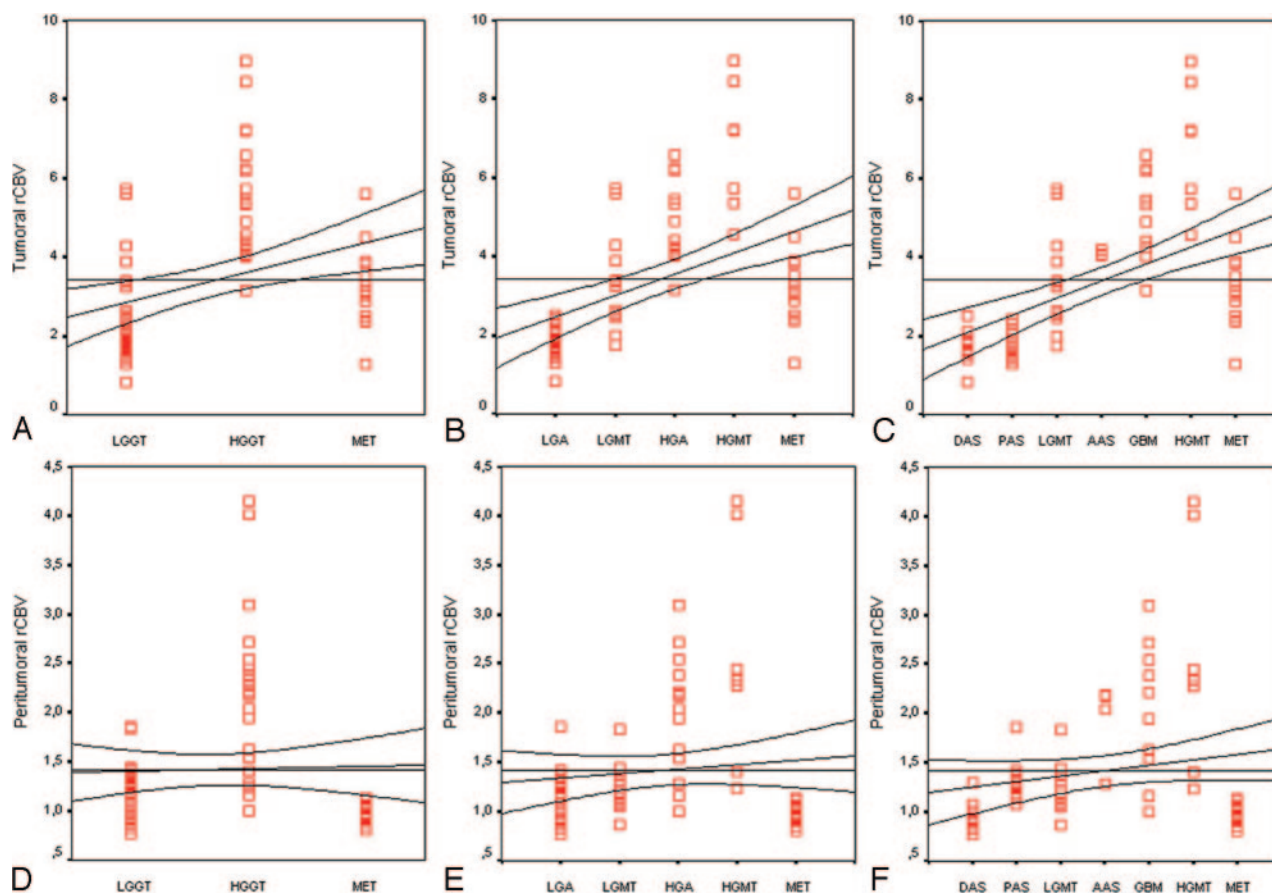 10
8
6
4
2
0
Tumoral rCBV
A
LGGT HGGT MET
10
8
6
4
2
0
Tumoral rCBV
B
LGA LGMT HGA HGMT MET
10
8
6
4
2
0
Tumoral rCBV
C
DAS PAS LGMT AAS GBM HGMT MET
4,5
4,0
3,5
3,0
2,5
2,0
1,5
1,0
,5
Peritumoral rCBV
D
LGGT HGGT MET
4,5
4,0
3,5
3,0
2,5
2,0
1,5
1,0
,5
Peritumoral rCBV
E
LGA LGMT HGA HGMT MET
4,5
4,0
3,5
3,0
2,5
2,0
1,5
1,0
,5
Peritumoral rCBV
F
DAS PAS LGMT AAS GBM HGMT MET